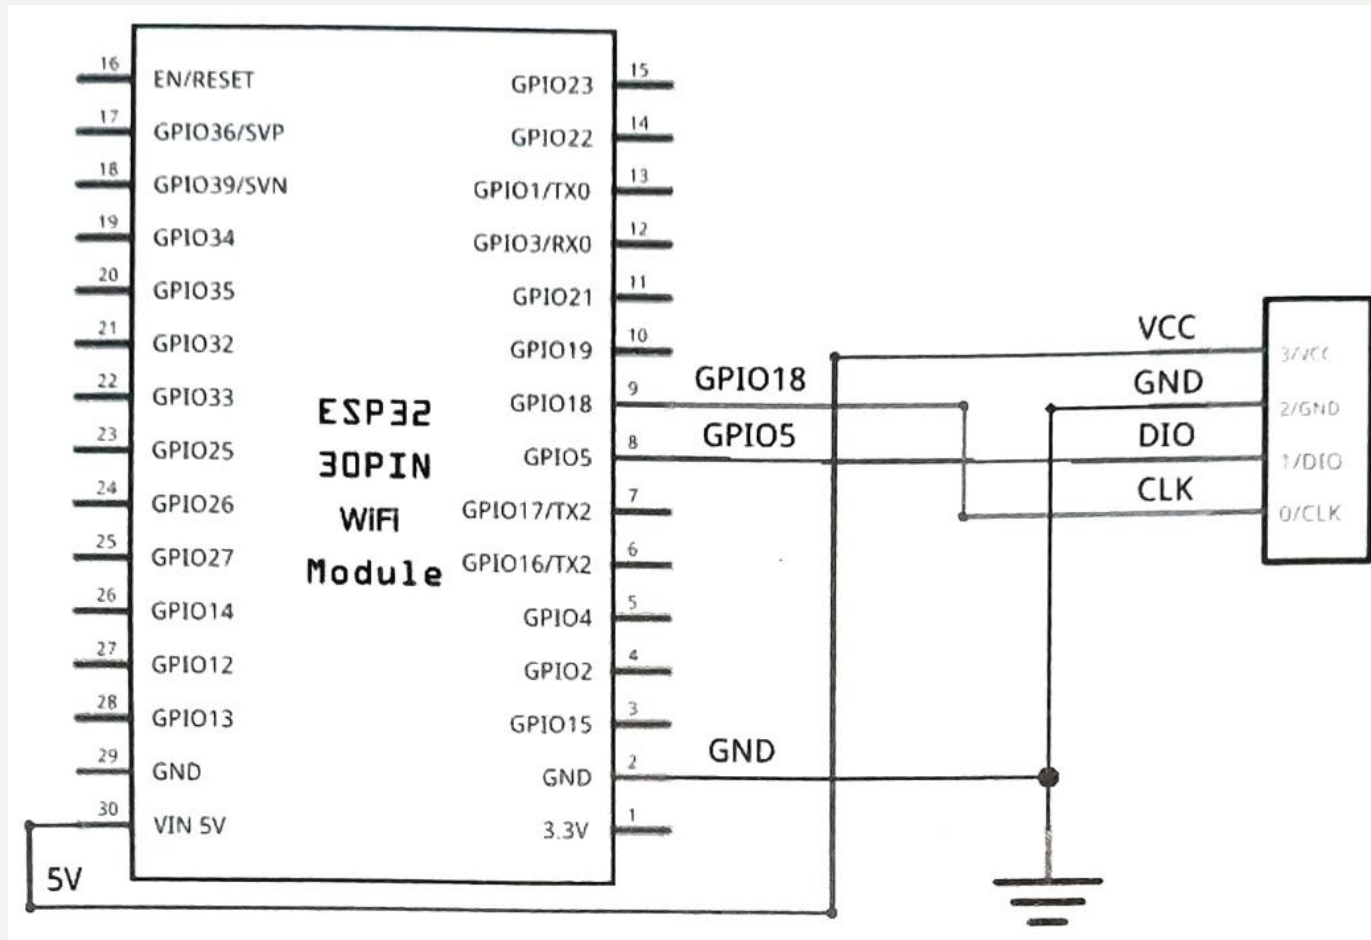 16 EN/RESET
17 GPIO36/SVP
18 GPIO39/SVN
19 GPIO34
20 GPIO35
21 GPIO32
22 GPIO33
23 GPIO25
24 GPIO26
25 GPIO27
26 GPIO14
27 GPIO12
28 GPIO13
29 GND
30 VIN 5V
5V
ESP32
30PIN
WiFi
Module
GPIO23 15
GPIO22 14
GPIO1/TX0 13
GPIO3/RX0 12
GPIO21 11
GPIO19 10
GPIO18 9
GPIO5 8
GPIO17/TX2 7
GPIO16/TX2 6
GPIO4 5
GPIO2 4
GPIO15 3
GND 2
3.3V 1
GPIO18
GPIO5
GND
VCC
GND
DIO
CLK
3/VCC
2/GND
1/DIO
0/CLK